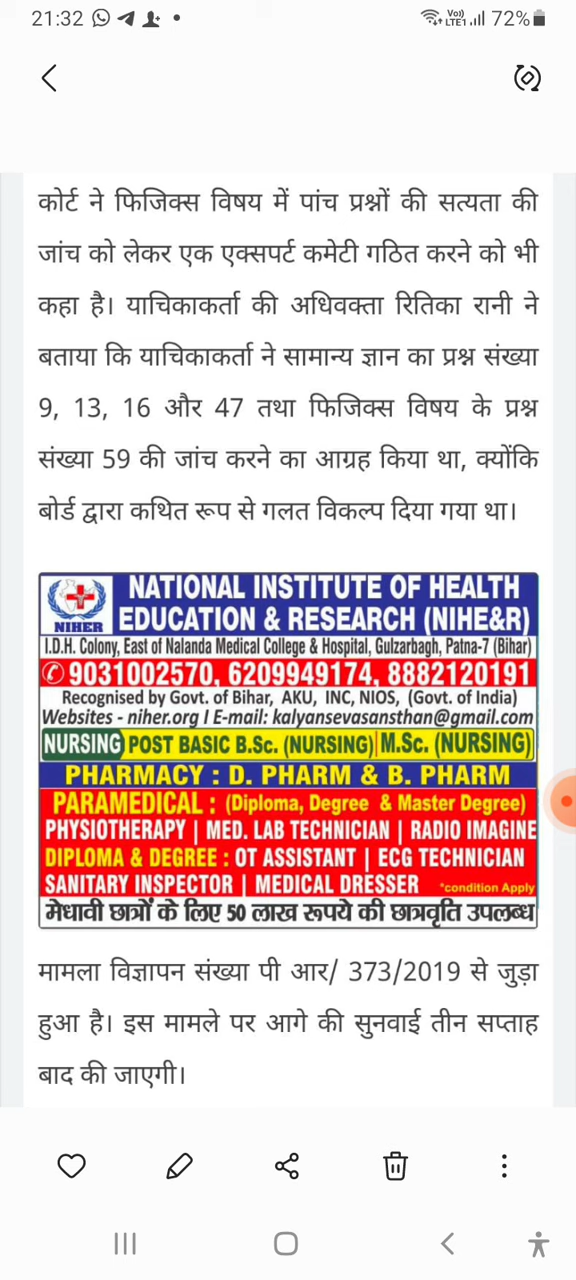 21:32
Vo)) LTE1 72%
कोर्ट ने फिजिक्स विषय में पांच प्रश्नों की सत्यता की
जांच को लेकर एक एक्सपर्ट कमेटी गठित करने को भी
कहा है। याचिकाकर्ता की अधिवक्ता रितिका रानी ने
बताया कि याचिकाकर्ता ने सामान्य ज्ञान का प्रश्न संख्या
9, 13, 16 और 47 तथा फिजिक्स विषय के प्रश्न
संख्या 59 की जांच करने का आग्रह किया था, क्योंकि
बोर्ड द्वारा कथित रूप से गलत विकल्प दिया गया था।
NIHER
NATIONAL INSTITUTE OF HEALTH
EDUCATION & RESEARCH (NIHE&R)
I.D.H. Colony, East of Nalanda Medical College & Hospital, Gulzarbagh, Patna-7 (Bihar)
9031002570, 6209949174, 8882120191
Recognised by Govt. of Bihar, AKU, INC, NIOS, (Govt. of India)
Websites - niher.org I E-mail: kalyansevasansthan@gmail.com
NURSING POST BASIC B.Sc. (NURSING) M.Sc. (NURSING)
PHARMACY : D. PHARM & B. PHARM
PARAMEDICAL : (Diploma, Degree & Master Degree)
PHYSIOTHERAPY | MED. LAB TECHNICIAN | RADIO IMAGINE
DIPLOMA & DEGREE : OT ASSISTANT | ECG TECHNICIAN
SANITARY INSPECTOR | MEDICAL DRESSER *condition Apply
मेधावी छात्रों के लिए 50 लाख रूपये की छात्रवृति उपलब्ध
मामला विज्ञापन संख्या पी आर/ 373/2019 से जुड़ा
हुआ है। इस मामले पर आगे की सुनवाई तीन सप्ताह
बाद की जाएगी।